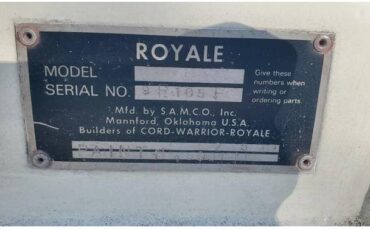 ROYALE
MODEL
SERIAL NO.
Give these
numbers when
writing or
ordering parts.
Mfd. by S.A.M.CO., Inc.
Mannford, Oklahoma U.S.A.
Builders of CORD-WARRIOR-ROYALE